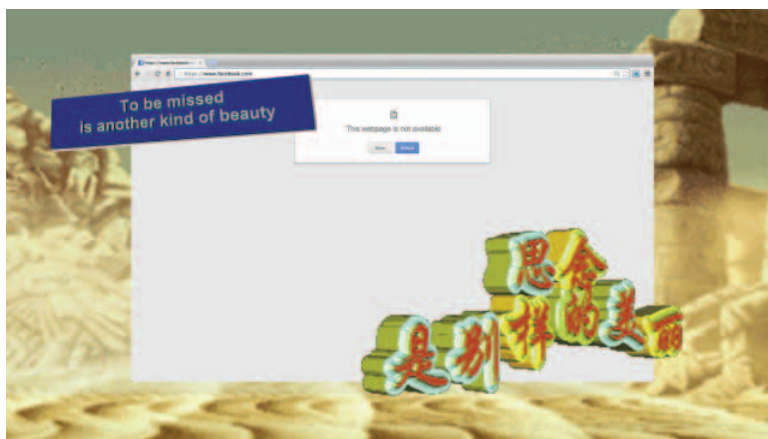 https://www.facebook.com
To be missed
is another kind of beauty
This webpage is not available
思念
是别样的美丽